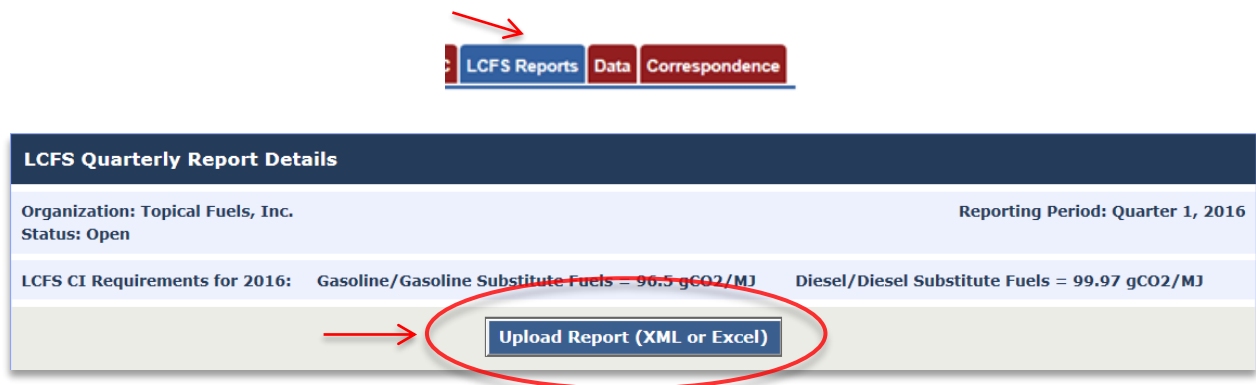 C LCFS Reports Data Correspondence
LCFS Quarterly Report Details
Organization: Topical Fuels, Inc. Reporting Period: Quarter 1, 2016
Status: Open
LCFS CI Requirements for 2016: Gasoline/Gasoline Substitute Fuels = 96.5 gCO2/MJ Diesel/Diesel Substitute Fuels = 99.97 gCO2/MJ
Upload Report (XML or Excel)